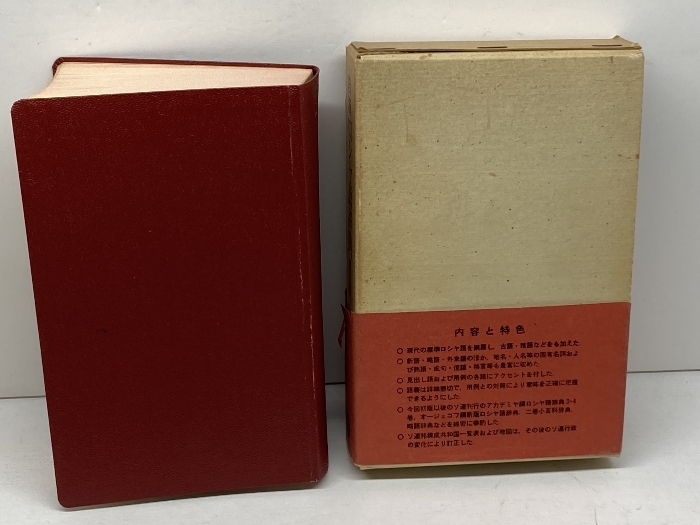 内容と特色
○ 現代の標準ロシヤ語を網羅し、古語・稀語などをも加えた
○ 新語・略語・外来語のほか、地名・人名等の固有名詞およ
び熟語・成句・俚諺・格言等も豊富に収めた
○ 見出し語および用例の各語にアクセントを付した
○ 語義は詳細懇切で、用例との対照により意味を正確に把握
できるようにした
○ 今回初版以後のソ連刊行のアカデミヤ編ロシヤ語辞典3-4
巻、オージェゴフ編新版ロシヤ語辞典、二巻小百科辞典、
略語辞典などを綿密に参酌した
○ ソ連邦構成共和国一覧表および地図は、その後のソ連行政
の変化により訂正した